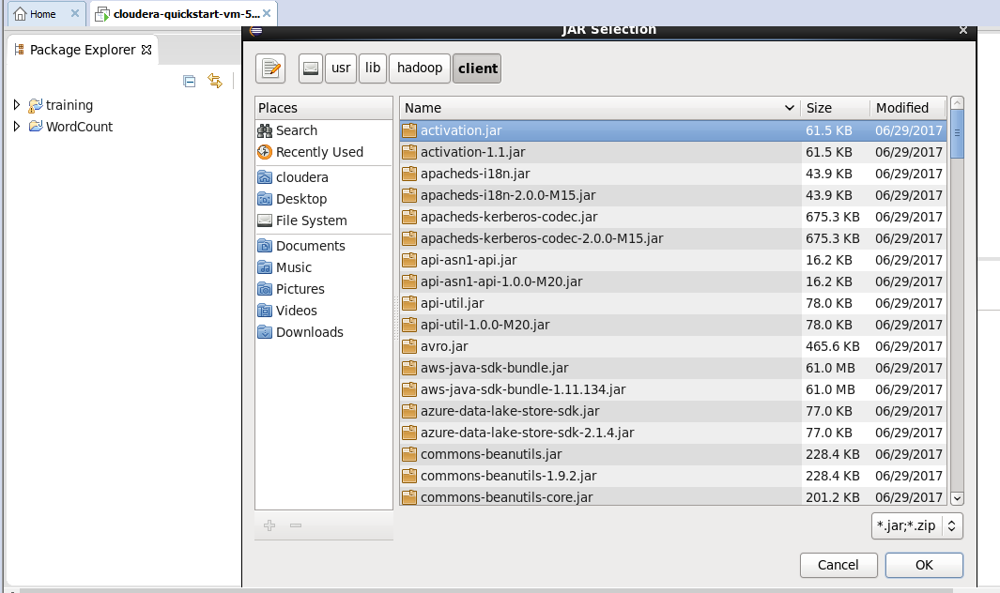 Home
cloudera-quickstart-vm-5...
JAR Selection
Package Explorer
training
WordCount
usr
lib
hadoop
client
Places
Search
Recently Used
cloudera
Desktop
File System
Documents
Music
Pictures
Videos
Downloads
Name Size Modified
activation.jar 61.5 KB 06/29/2017
activation-1.1.jar 61.5 KB 06/29/2017
apacheds-i18n.jar 43.9 KB 06/29/2017
apacheds-i18n-2.0.0-M15.jar 43.9 KB 06/29/2017
apacheds-kerberos-codec.jar 675.3 KB 06/29/2017
apacheds-kerberos-codec-2.0.0-M15.jar 675.3 KB 06/29/2017
api-asn1-api.jar 16.2 KB 06/29/2017
api-asn1-api-1.0.0-M20.jar 16.2 KB 06/29/2017
api-util.jar 78.0 KB 06/29/2017
api-util-1.0.0-M20.jar 78.0 KB 06/29/2017
avro.jar 465.6 KB 06/29/2017
aws-java-sdk-bundle.jar 61.0 MB 06/29/2017
aws-java-sdk-bundle-1.11.134.jar 61.0 MB 06/29/2017
azure-data-lake-store-sdk.jar 77.0 KB 06/29/2017
azure-data-lake-store-sdk-2.1.4.jar 77.0 KB 06/29/2017
commons-beanutils.jar 228.4 KB 06/29/2017
commons-beanutils-1.9.2.jar 228.4 KB 06/29/2017
commons-beanutils-core.jar 201.2 KB 06/29/2017
*.jar;*.zip
Cancel
OK